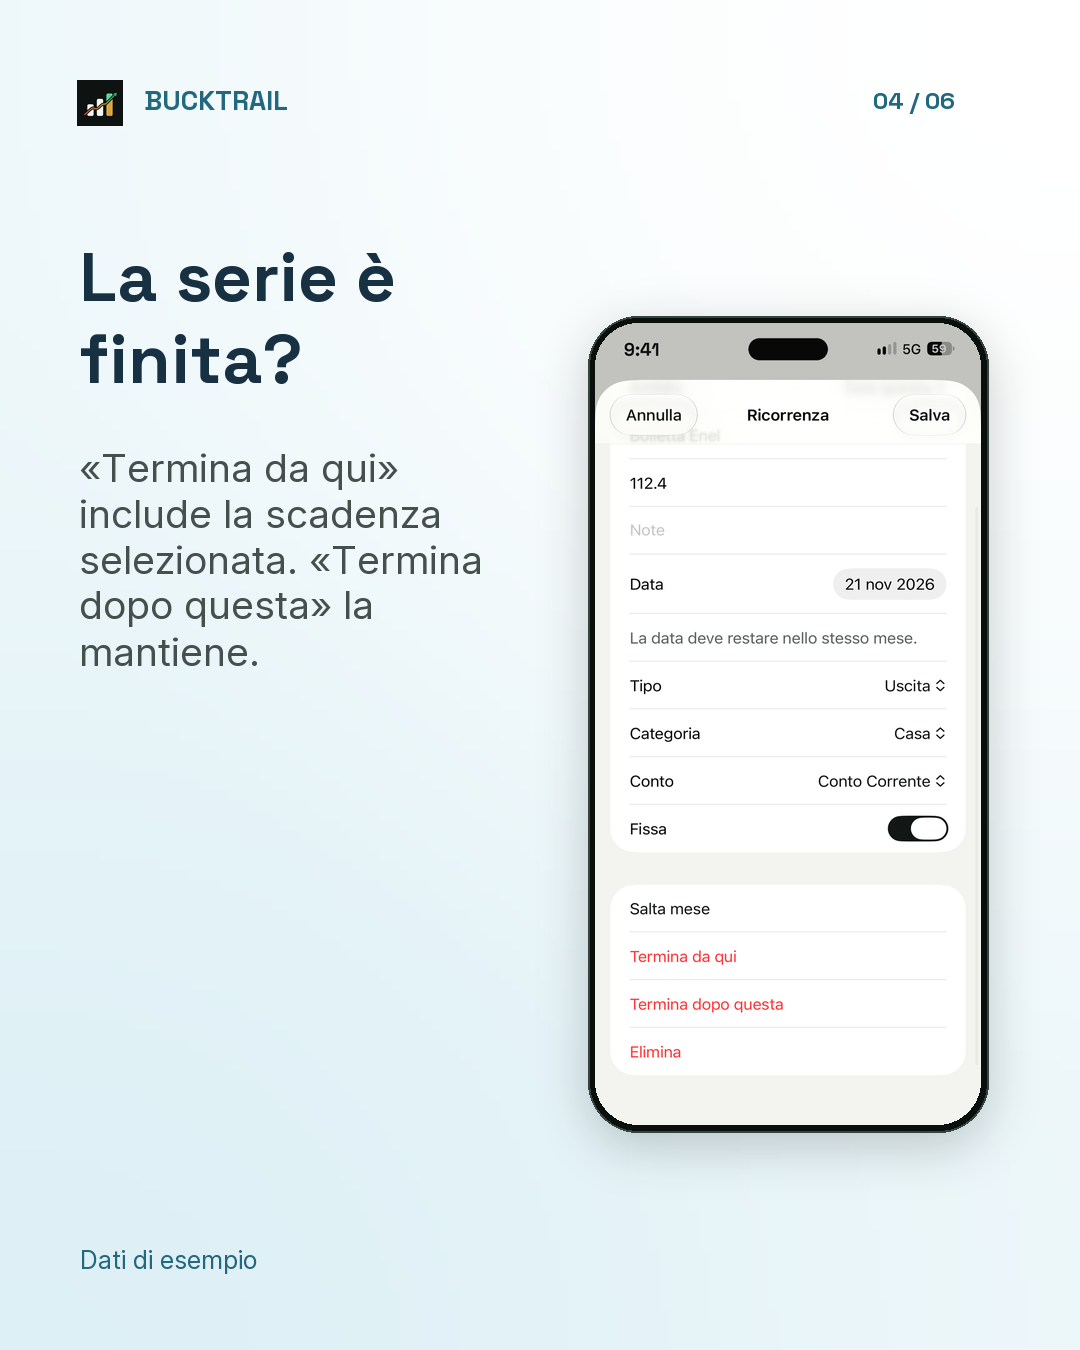 BUCKTRAIL
04 / 06
La serie è
finita?
«Termina da qui»
include la scadenza
selezionata. «Termina
dopo questa» la
mantiene.
9:41
5G
59
Annulla
Ricorrenza
Salva
Bolletta Enel
112.4
Note
Data
21 nov 2026
La data deve restare nello stesso mese.
Tipo
Uscita
Categoria
Casa
Conto
Conto Corrente
Fissa
Salta mese
Termina da qui
Termina dopo questa
Elimina
Dati di esempio